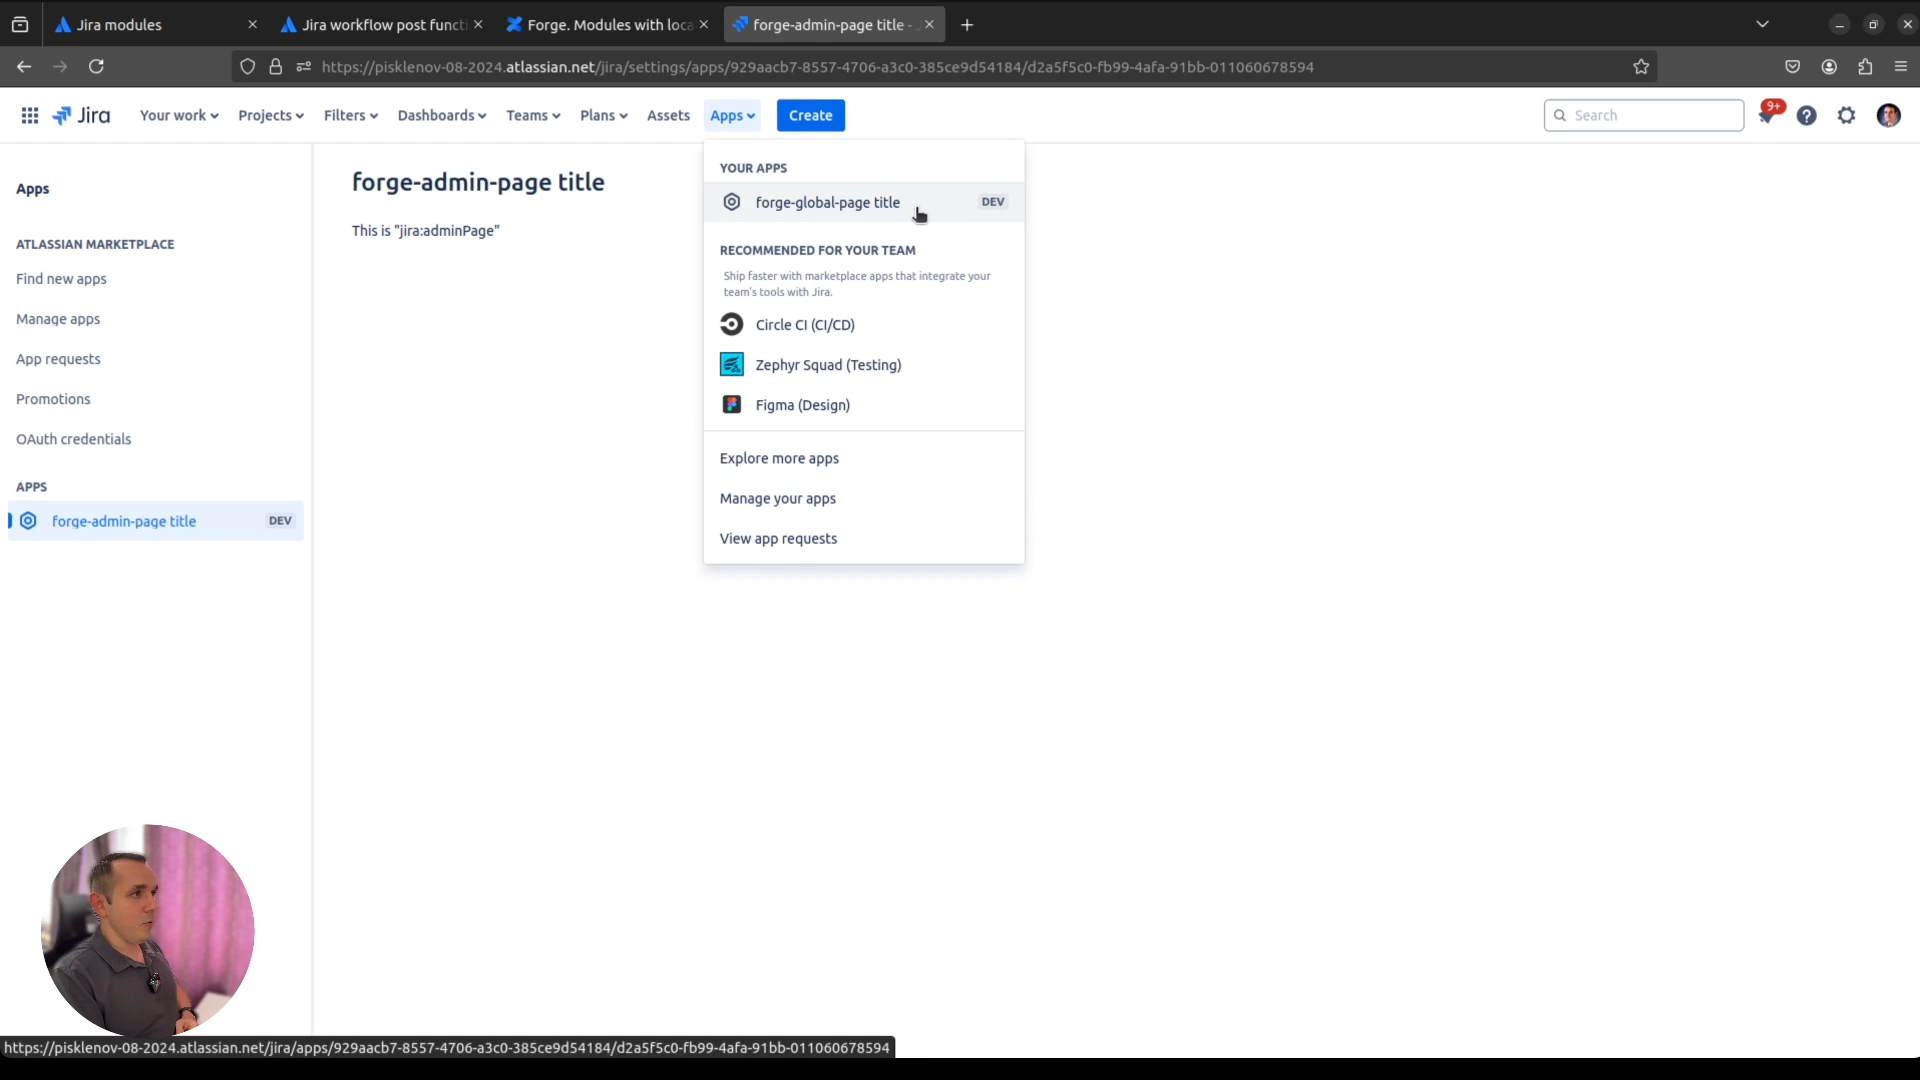 Jira modules
Jira workflow post functi
Forge. Modules with loca
forge-admin-page title -
https://pisklenov-08-2024.atlassian.net/jira/settings/apps/929aacb7-8557-4706-a3c0-385ce9d54184/d2a5f5c0-fb99-4afa-91bb-011060678594
Jira
Your work
Projects
Filters
Dashboards
Teams
Plans
Assets
Apps
Create
Search
9+
Apps
ATLASSIAN MARKETPLACE
Find new apps
Manage apps
App requests
Promotions
OAuth credentials
APPS
forge-admin-page title DEV
forge-admin-page title
This is "jira:adminPage"
YOUR APPS
forge-global-page title DEV
RECOMMENDED FOR YOUR TEAM
Ship faster with marketplace apps that integrate your
team's tools with Jira.
Circle CI (CI/CD)
Zephyr Squad (Testing)
Figma (Design)
Explore more apps
Manage your apps
View app requests
https://pisklenov-08-2024.atlassian.net/jira/apps/929aacb7-8557-4706-a3c0-385ce9d54184/d2a5f5c0-fb99-4afa-91bb-011060678594